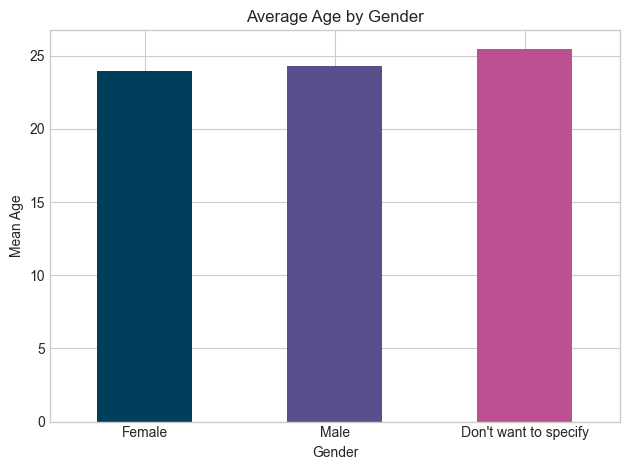 Average Age by Gender
Mean Age
25
20
15
10
5
0
Female
Male
Don't want to specify
Gender